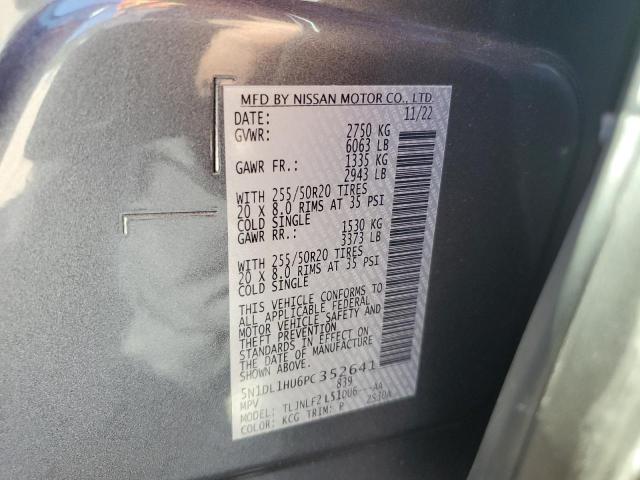 MFD BY NISSAN MOTOR CO., LTD
DATE: 11/22
GVWR: 2750 KG
6063 LB
GAWR FR.: 1335 KG
2943 LB
WITH 255/50R20 TIRES
20 X 8.0 RIMS AT 35 PSI
COLD SINGLE
GAWR RR.: 1530 KG
3373 LB
WITH 255/50R20 TIRES
20 X 8.0 RIMS AT 35 PSI
COLD SINGLE
THIS VEHICLE CONFORMS TO
ALL APPLICABLE FEDERAL
MOTOR VEHICLE SAFETY AND
THEFT PREVENTION
STANDARDS IN EFFECT ON
THE DATE OF MANUFACTURE
SHOWN ABOVE.
5N1DL1HU6PC352641
MPV 839
MODEL: TLJNLF2 L510U6---AA
COLOR: KCG TRIM: P 2S30A